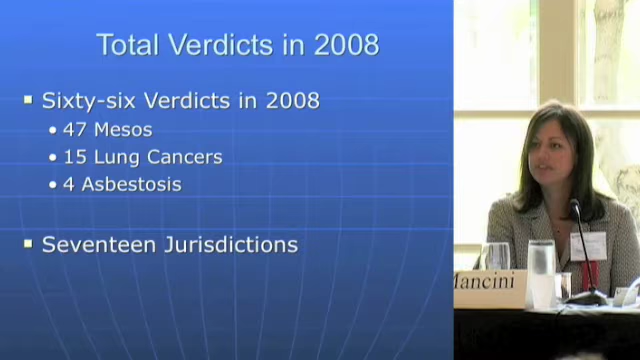 Total Verdicts in 2008
Sixty-six Verdicts in 2008
47 Mesos
15 Lung Cancers
4 Asbestosis
Seventeen Jurisdictions
Mancini